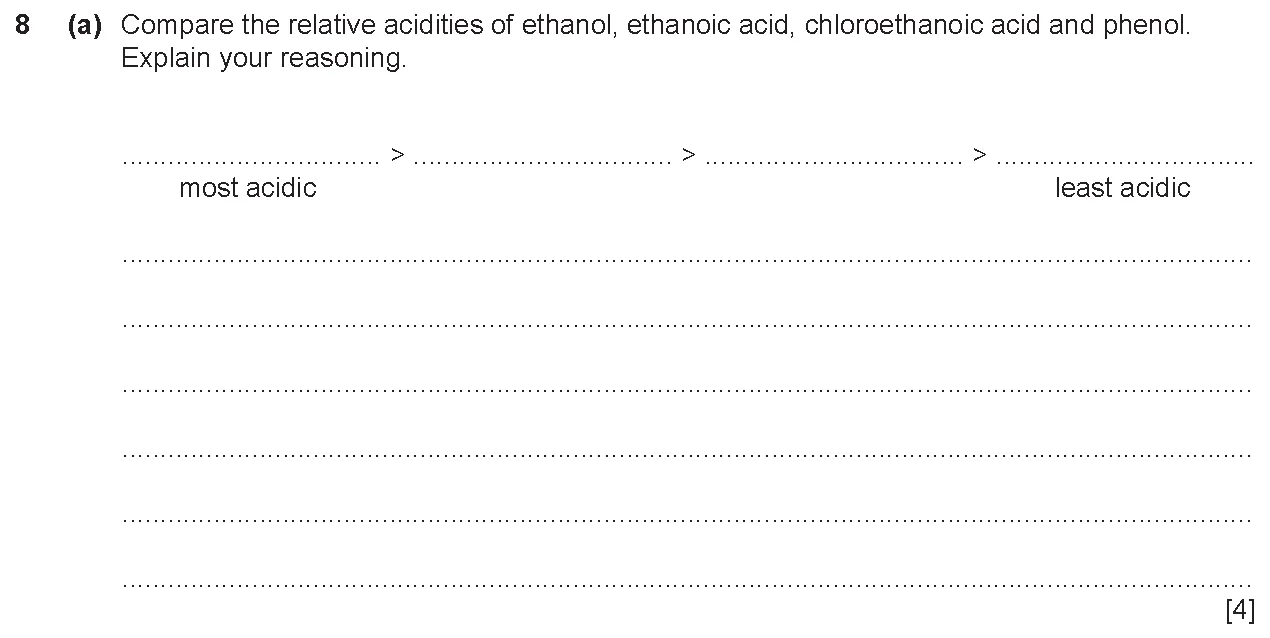 8 (a) Compare the relative acidities of ethanol, ethanoic acid, chloroethanoic acid and phenol.
Explain your reasoning.
.................................. > .................................. > .................................. > ..................................
most acidic least acidic
[4]